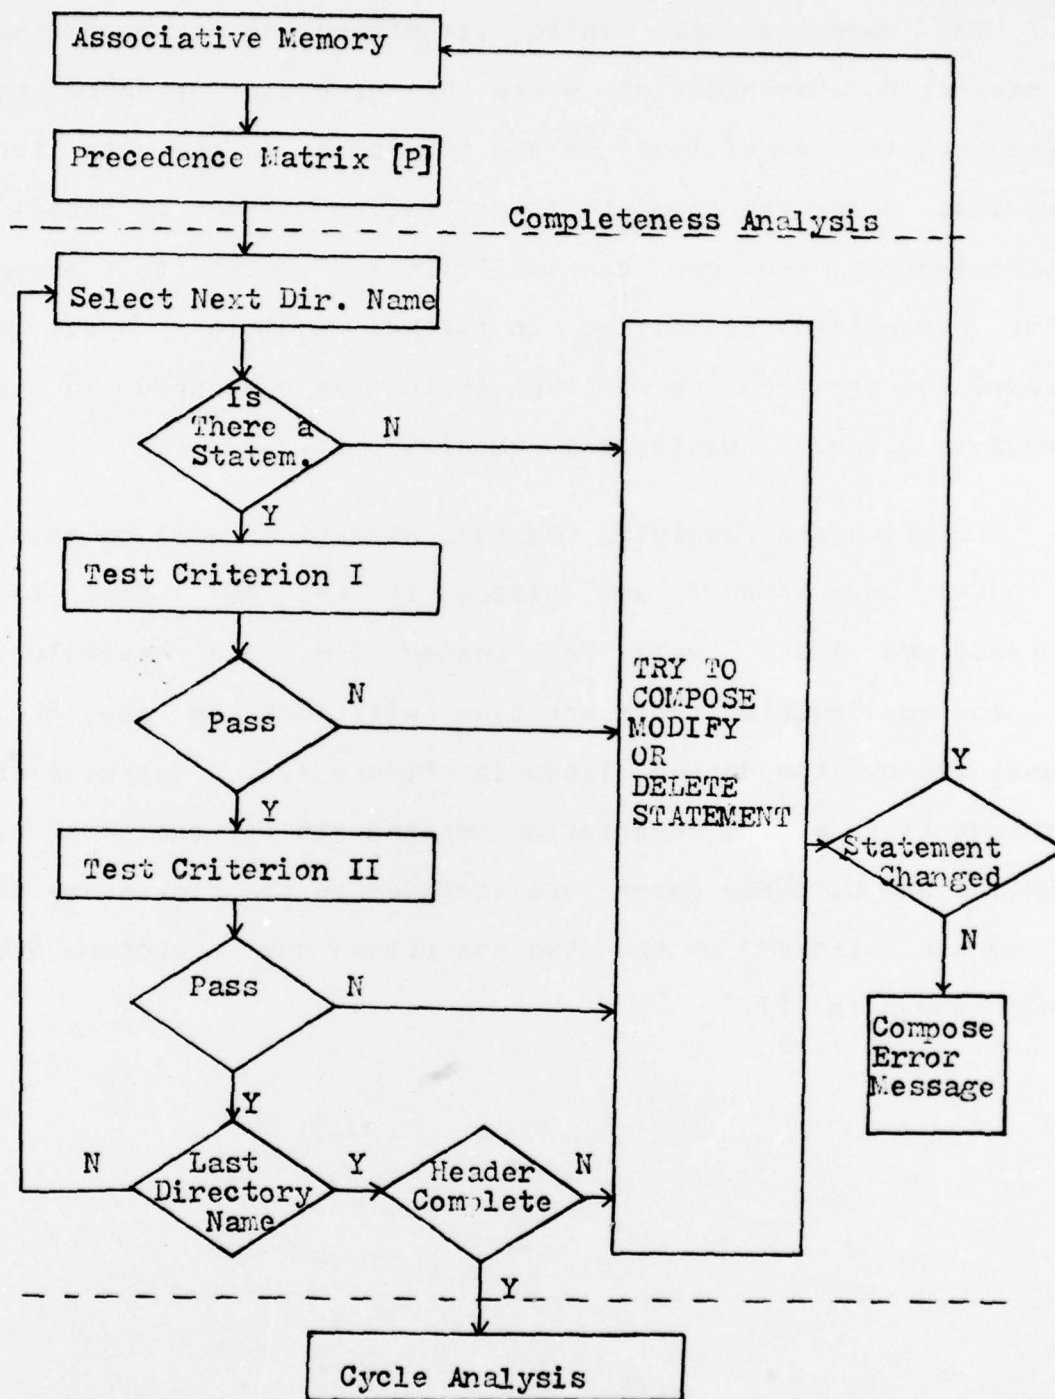 Associative Memory
Precedence Matrix [P]
Completeness Analysis
Select Next Dir. Name
Is
There a
Statem.
N
Y
Test Criterion I
Pass
N
Y
Test Criterion II
Pass
N
Y
Last
Directory
Name
N
Y
Header
Complete
N
Y
TRY TO
COMPOSE
MODIFY
OR
DELETE
STATEMENT
Y
Statement
Changed
N
Compose
Error
Message
Cycle Analysis